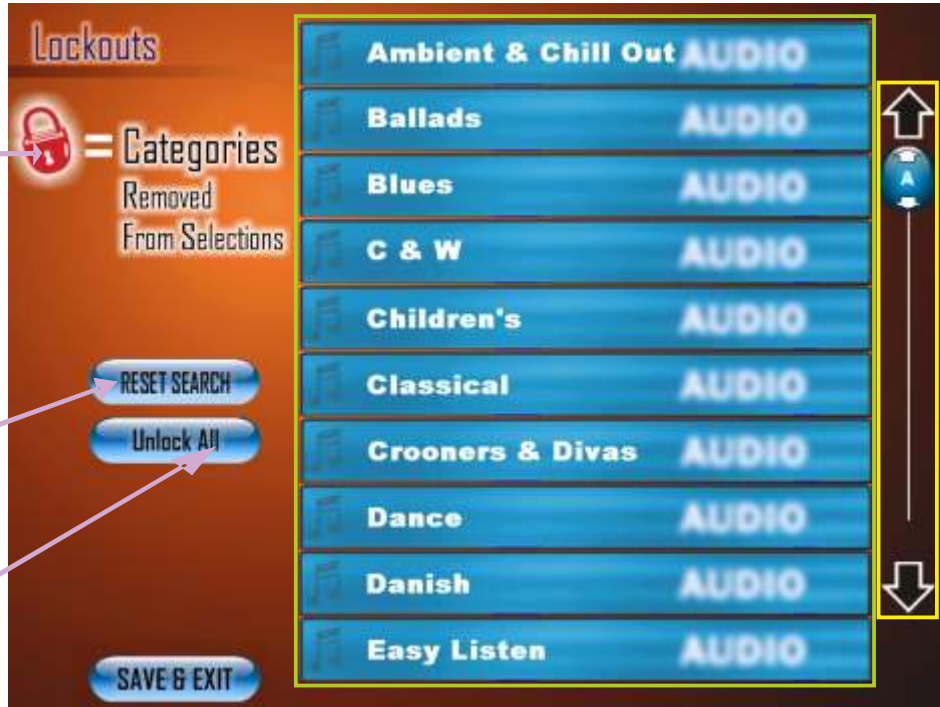 Lockouts
= Categories
Removed
From Selections
RESET SEARCH
Unlock All
SAVE & EXIT
Ambient & Chill Out AUDIO
Ballads AUDIO
Blues AUDIO
C & W AUDIO
Children's AUDIO
Classical AUDIO
Crooners & Divas AUDIO
Dance AUDIO
Danish AUDIO
Easy Listen AUDIO
A